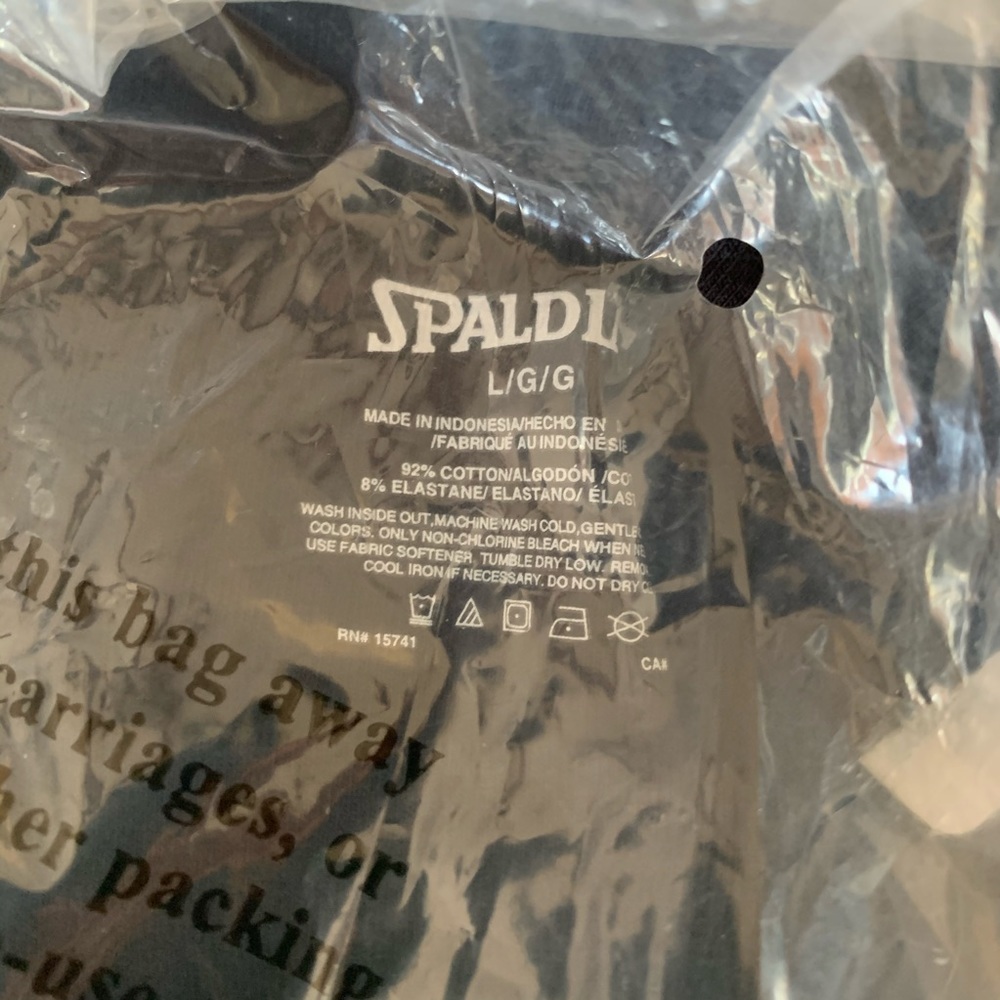 SPALDI
L/G/G
MADE IN INDONESIA/HECHO EN
/FABRIQUÉ AU INDONÉSIE
92% COTTON/ALGODÓN /CO
8% ELASTANE/ ELASTANO/ ÉLAS
WASH INSIDE OUT,MACHINE WASH COLD,GENTLE
COLORS. ONLY NON-CHLORINE BLEACH WHEN NE
USE FABRIC SOFTENER. TUMBLE DRY LOW. REMO
COOL IRON IF NECESSARY. DO NOT DRY C
RN# 15741
CA#
this bag away
carriages, or
her packing
-use